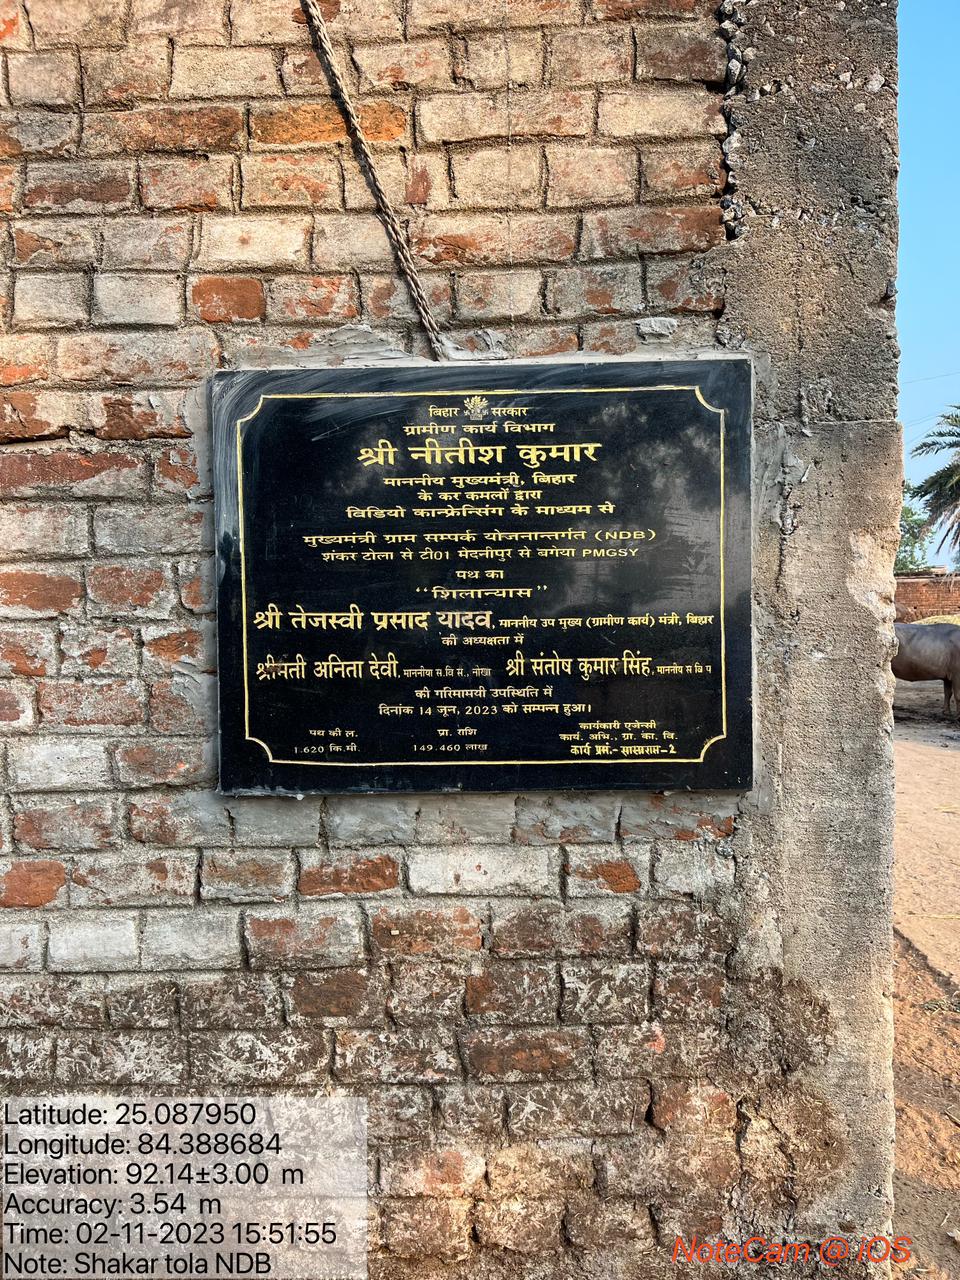 बिहार सरकार
ग्रामीण कार्य विभाग
श्री नीतीश कुमार
माननीय मुख्यमंत्री, बिहार
के कर कमलों द्वारा
विडियो कान्फ्रेन्सिंग के माध्यम से
मुख्यमंत्री ग्राम सम्पर्क योजनान्तर्गत (NDB)
शंकर टोला से टी01 मेदनीपुर से बगेया PMGSY
पथ का
‘‘शिलान्यास’’
श्री तेजस्वी प्रसाद यादव, माननीय उप मुख्य (ग्रामीण कार्य) मंत्री, बिहार
की अध्यक्षता में
श्रीमती अनिता देवी, माननीया स.वि स., नोखा श्री संतोष कुमार सिंह, माननीय स वि प
की गरिमामयी उपस्थिति में
दिनांक 14 जून, 2023 को सम्पन्न हुआ।
पथ की ल. प्रा. राशि कार्यकारी एजेन्सी
1.620 कि.मी. 149.460 लाख कार्य. अभि., ग्रा. का. वि.
कार्य प्रमं.- सासाराम-2
Latitude: 25.087950
Longitude: 84.388684
Elevation: 92.14±3.00 m
Accuracy: 3.54 m
Time: 02-11-2023 15:51:55
Note: Shakar tola NDB
NoteCam @ iOS